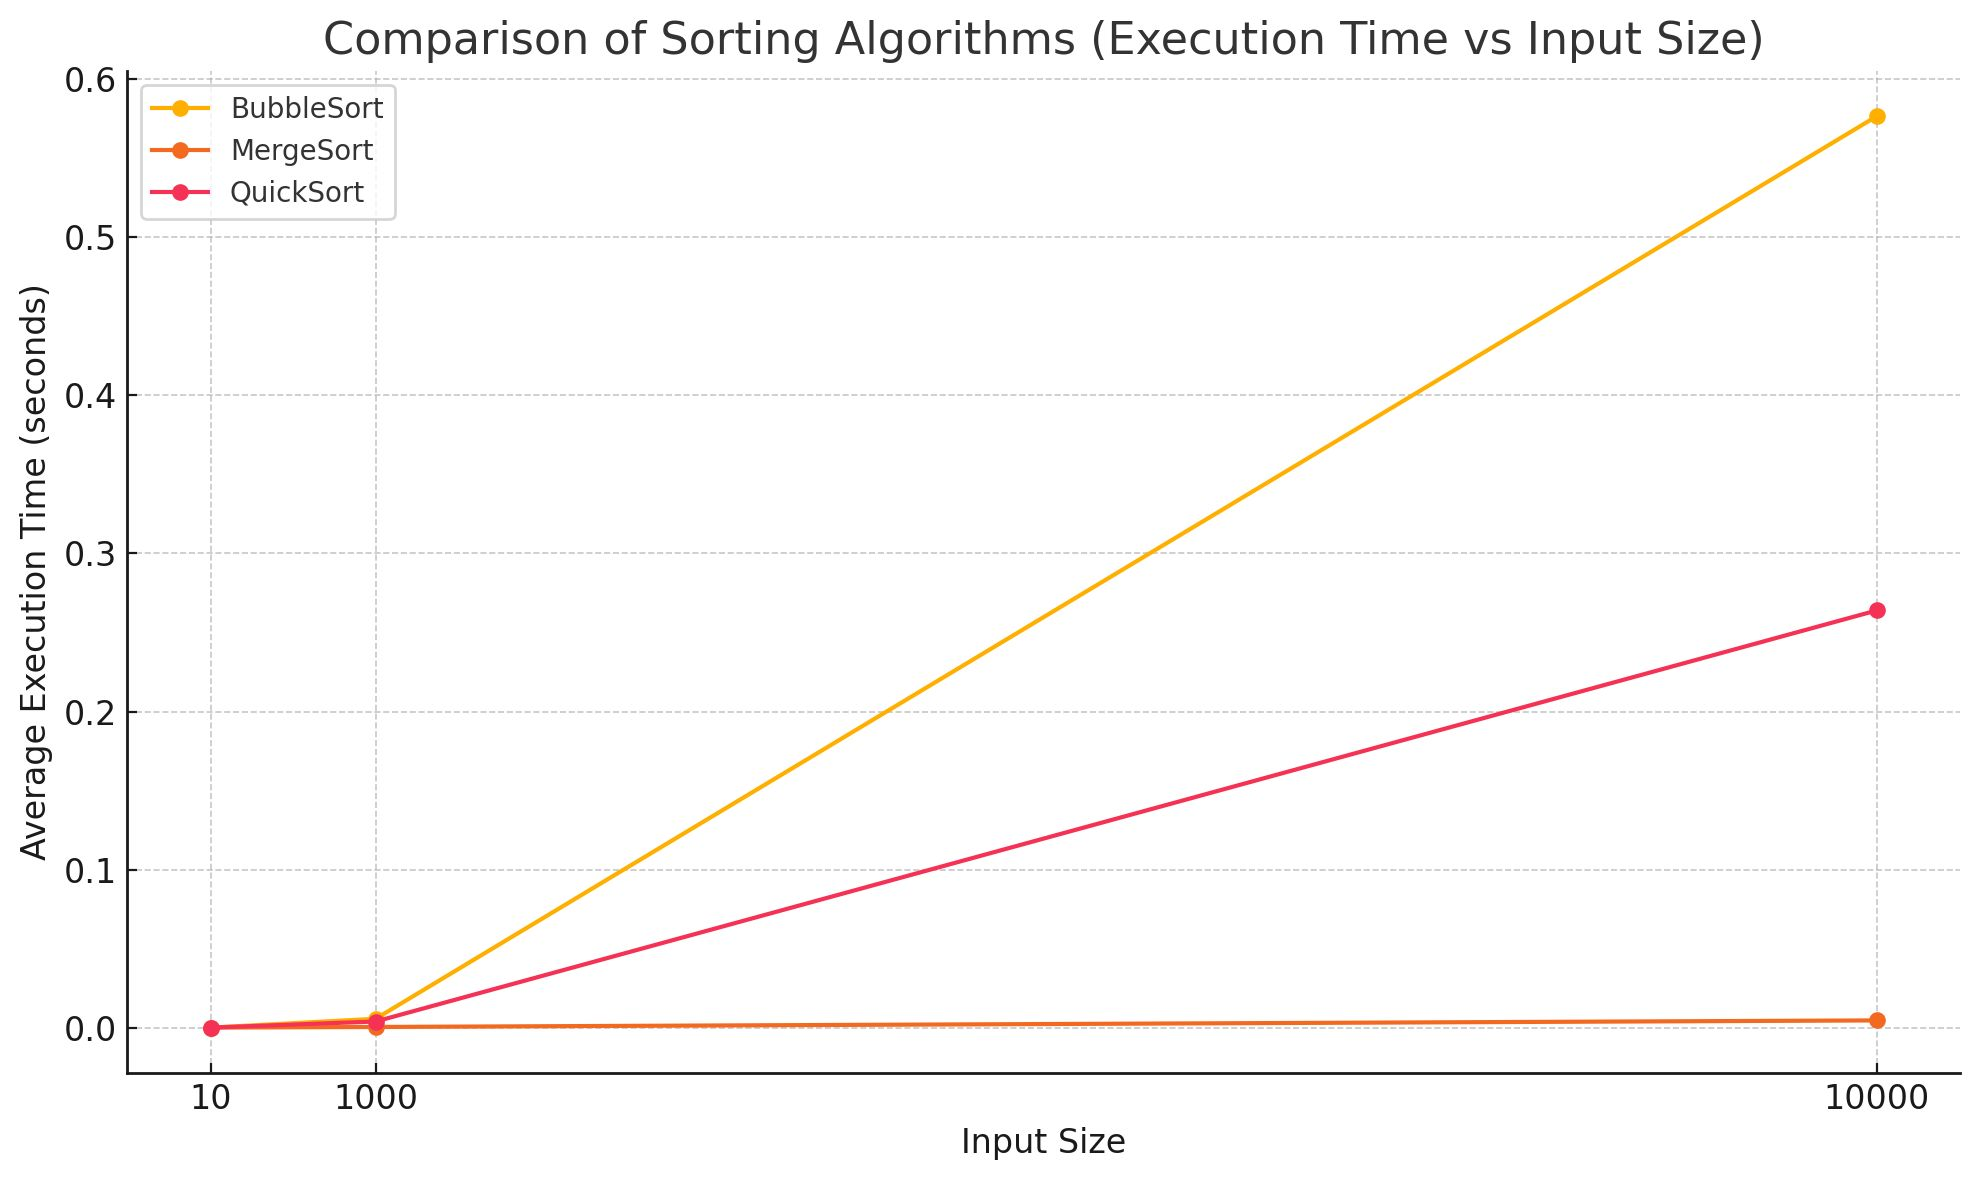 Comparison of Sorting Algorithms (Execution Time vs Input Size)
BubbleSort
MergeSort
QuickSort
Average Execution Time (seconds)
0.6
0.5
0.4
0.3
0.2
0.1
0.0
10 1000 10000
Input Size